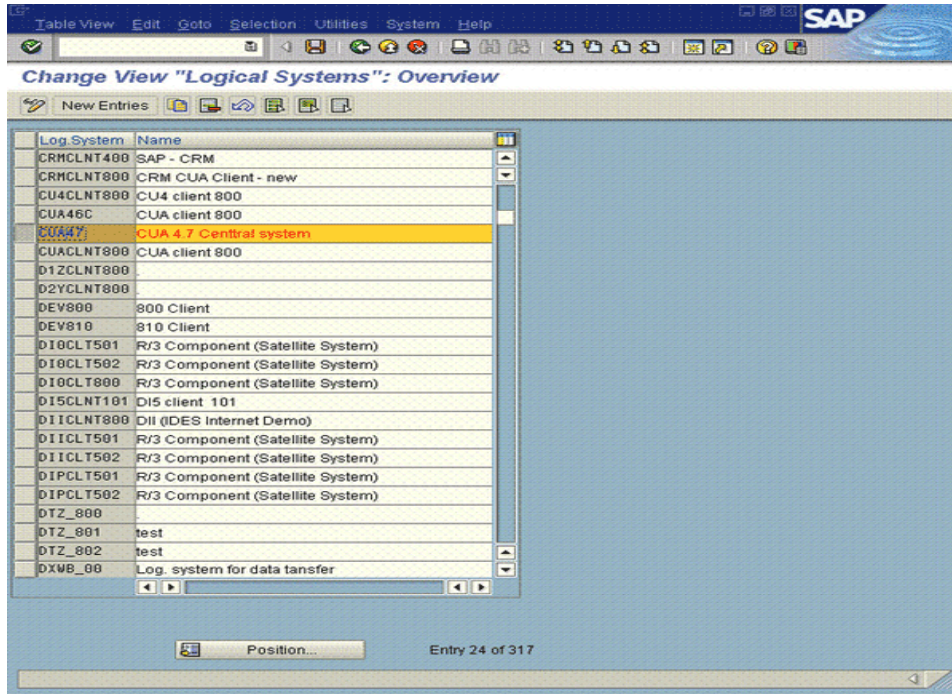 Table View Edit Goto Selection Utilities System Help
SAP
Change View "Logical Systems": Overview
New Entries
Log.System Name
CRMCLNT400 SAP - CRM
CRMCLNT800 CRM CUA Client - new
CU4CLNT800 CU4 client 800
CUA46C CUA client 800
CUA47 CUA 4.7 Centtral system
CUACLNT800 CUA client 800
D1ZCLNT800 .
D2YCLNT800 .
DEV800 800 Client
DEV810 810 Client
DI0CLT501 R/3 Component (Satellite System)
DI0CLT502 R/3 Component (Satellite System)
DI0CLT800 R/3 Component (Satellite System)
DI5CLNT101 DI5 client 101
DIICLNT800 DII (IDES Internet Demo)
DIICLT501 R/3 Component (Satellite System)
DIICLT502 R/3 Component (Satellite System)
DIPCLT501 R/3 Component (Satellite System)
DIPCLT502 R/3 Component (Satellite System)
DTZ_800 .
DTZ_801 test
DTZ_802 test
DXWB_00 Log. system for data tansfer
Position... Entry 24 of 317